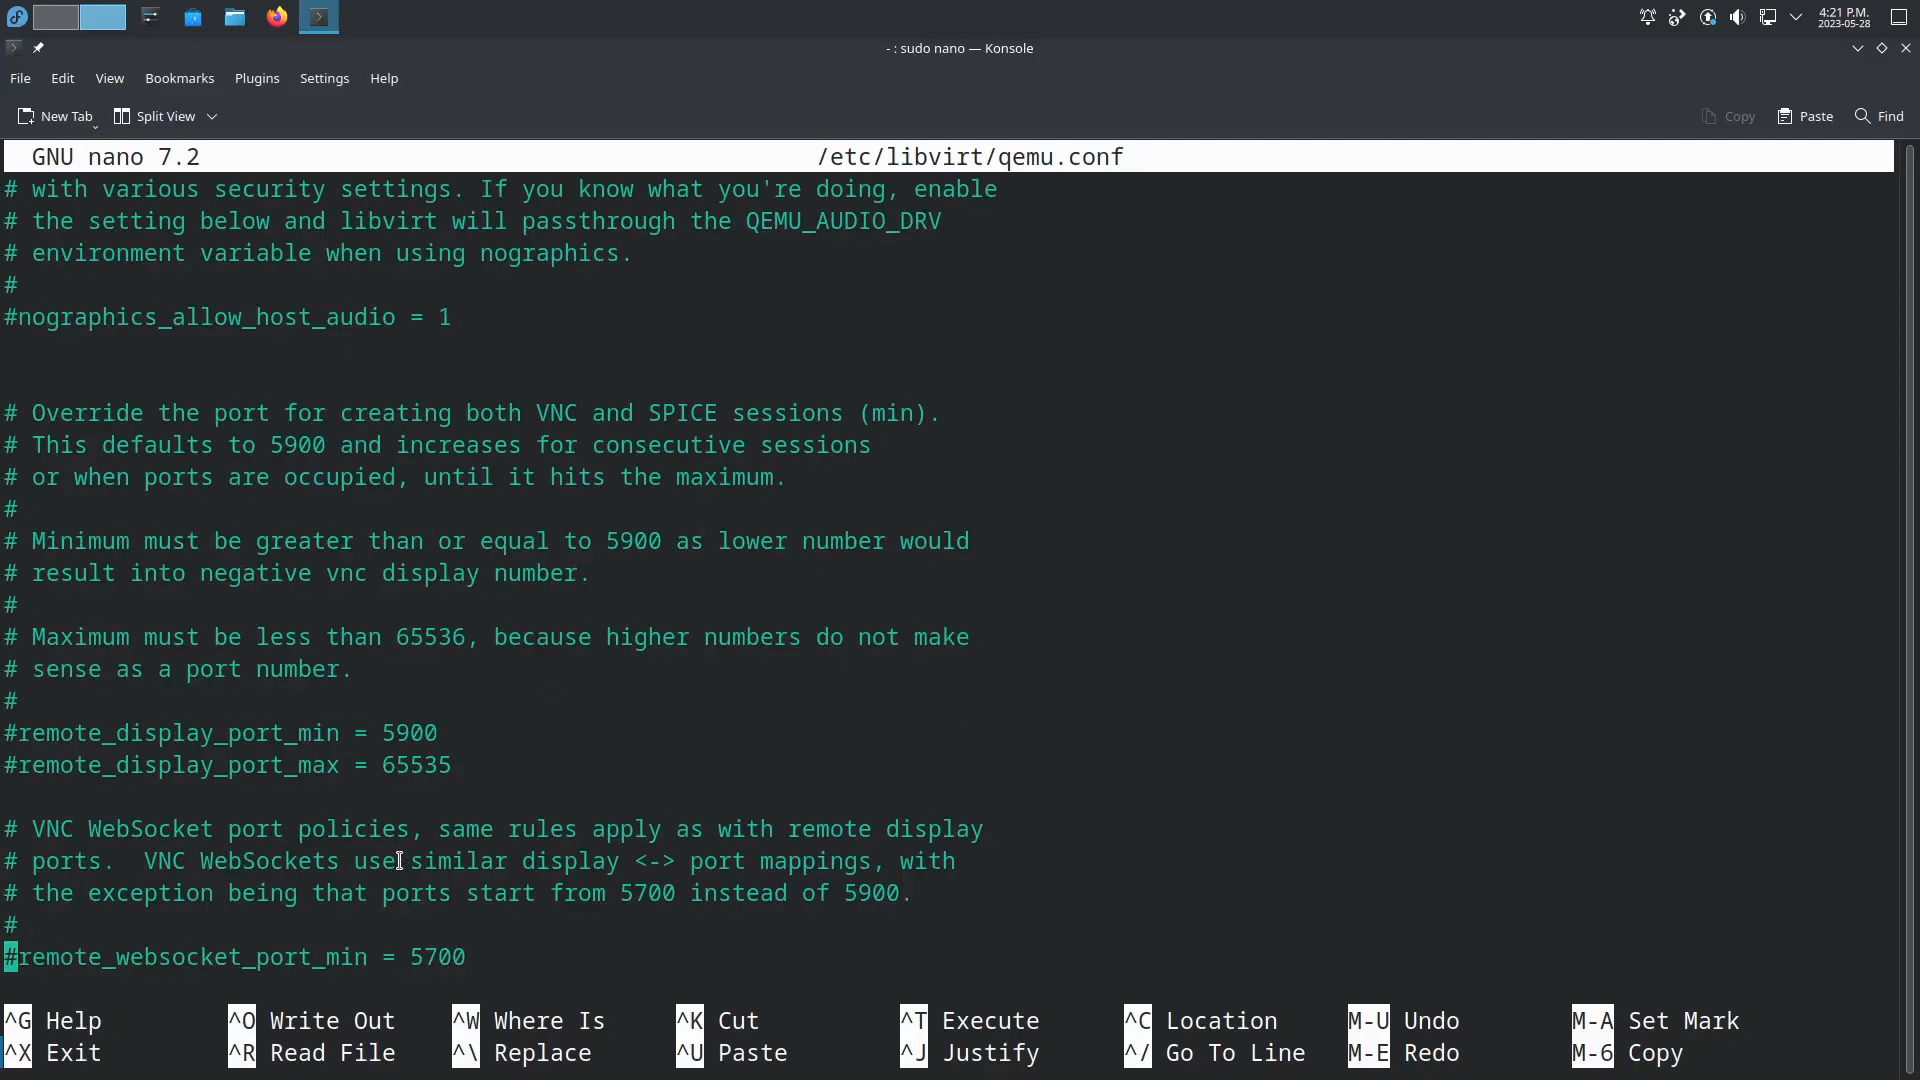 4:21 P.M.
2023-05-28
- : sudo nano — Konsole
File Edit View Bookmarks Plugins Settings Help
New Tab Split View Copy Paste Find
GNU nano 7.2 /etc/libvirt/qemu.conf
# with various security settings. If you know what you're doing, enable
# the setting below and libvirt will passthrough the QEMU_AUDIO_DRV
# environment variable when using nographics.
#
#nographics_allow_host_audio = 1
# Override the port for creating both VNC and SPICE sessions (min).
# This defaults to 5900 and increases for consecutive sessions
# or when ports are occupied, until it hits the maximum.
#
# Minimum must be greater than or equal to 5900 as lower number would
# result into negative vnc display number.
#
# Maximum must be less than 65536, because higher numbers do not make
# sense as a port number.
#
#remote_display_port_min = 5900
#remote_display_port_max = 65535
# VNC WebSocket port policies, same rules apply as with remote display
# ports.  VNC WebSockets use similar display <-> port mappings, with
# the exception being that ports start from 5700 instead of 5900.
#
#remote_websocket_port_min = 5700
^G Help ^O Write Out ^W Where Is ^K Cut ^T Execute ^C Location M-U Undo M-A Set Mark
^X Exit ^R Read File ^\ Replace ^U Paste ^J Justify ^/ Go To Line M-E Redo M-6 Copy